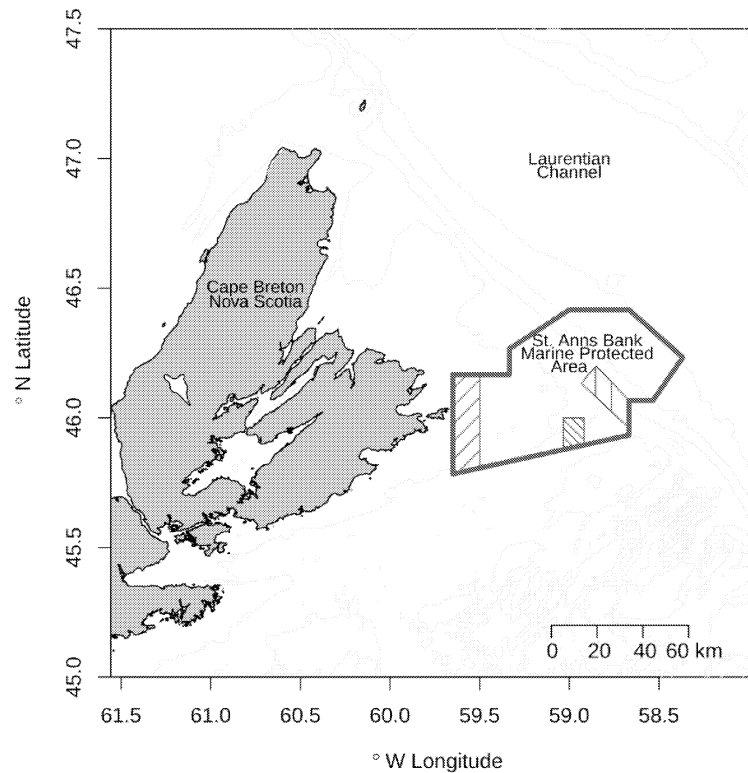 47.5
47.0
46.5
46.0
45.5
45.0
° N Latitude
Laurentian
Channel
Cape Breton
Nova Scotia
St. Anns Bank
Marine Protected
Area
0 20 40 60 km
61.5 61.0 60.5 60.0 59.5 59.0 58.5
° W Longitude